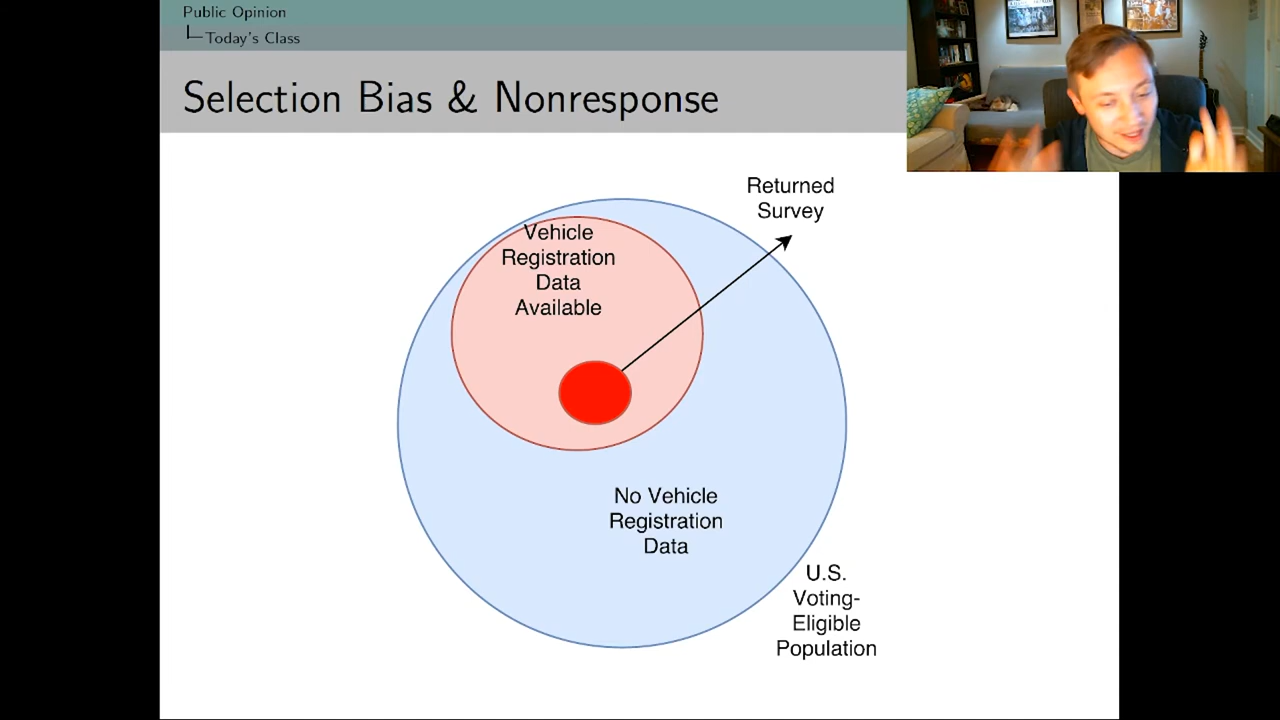 Public Opinion
Today's Class
Selection Bias & Nonresponse
Returned
Survey
Vehicle
Registration
Data
Available
No Vehicle
Registration
Data
U.S.
Voting-
Eligible
Population